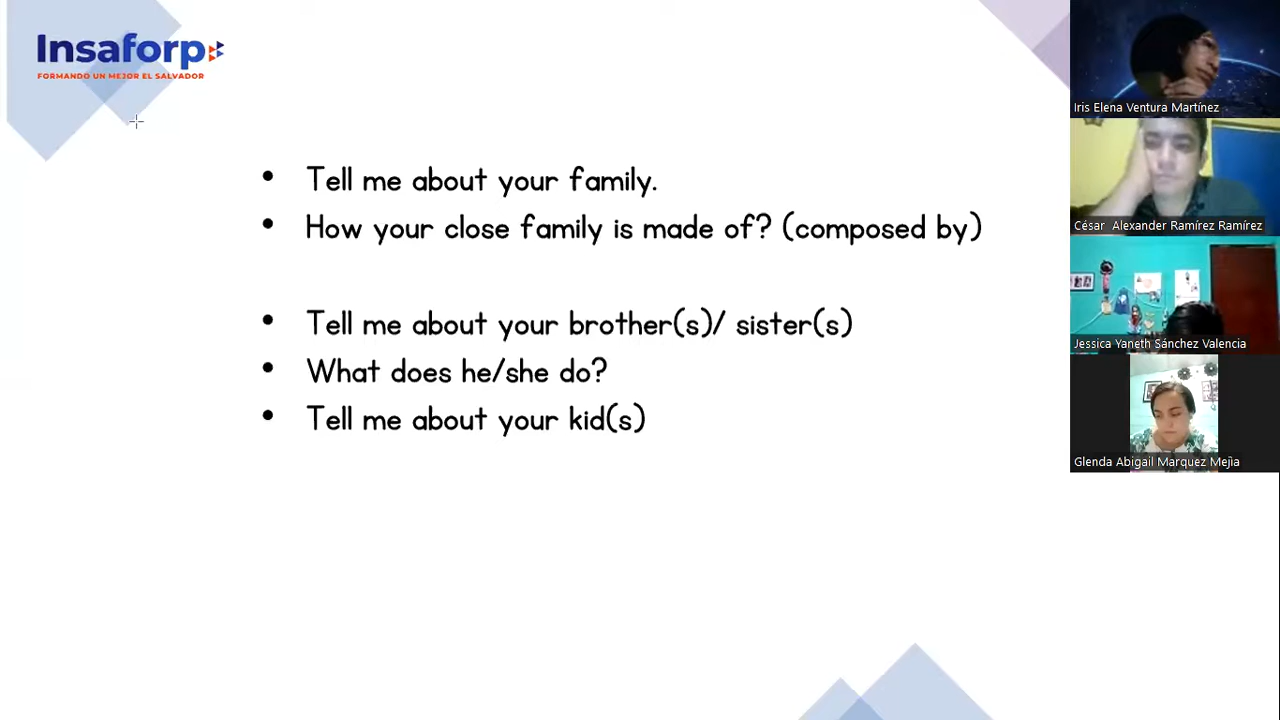 Insaforp
FORMANDO UN MEJOR EL SALVADOR
• Tell me about your family.
• How your close family is made of? (composed by)
• Tell me about your brother(s)/ sister(s)
• What does he/she do?
• Tell me about your kid(s)
Iris Elena Ventura Martínez
César Alexander Ramírez Ramírez
Jessica Yaneth Sánchez Valencia
Glenda Abigail Marquez Mejìa